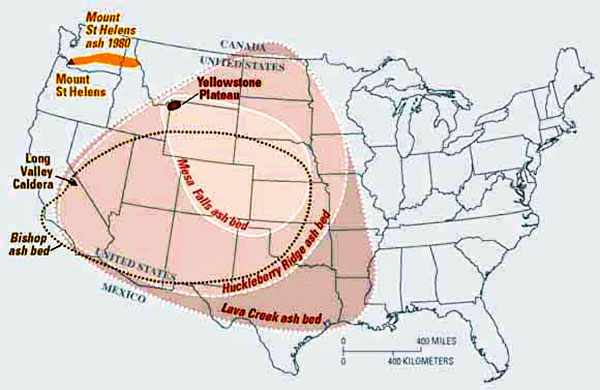 Mount
St Helens
ash 1980
CANADA
UNITED STATES
Mount
St Helens
Yellowstone
Plateau
Long
Valley
Caldera
Mesa Falls ash bed
Bishop
ash bed
Huckleberry Ridge ash bed
UNITED STATES
MEXICO
Lava Creek ash bed
0 400 MILES
0 400 KILOMETERS